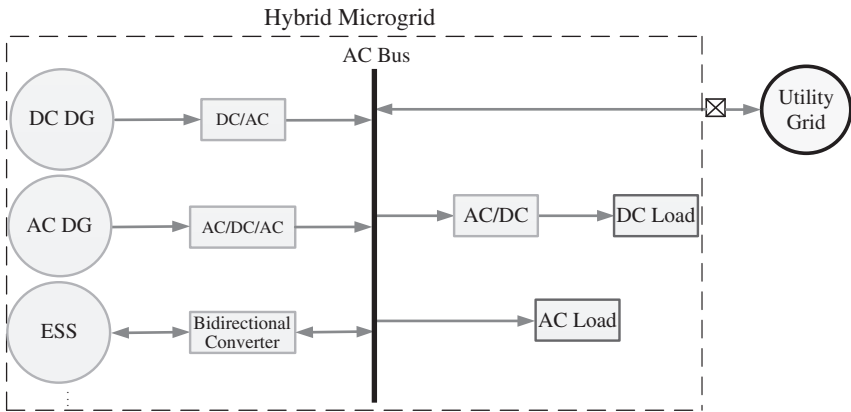 Hybrid Microgrid
AC Bus
DC DG
DC/AC
Utility
Grid
AC DG
AC/DC/AC
AC/DC
DC Load
ESS
Bidirectional
Converter
AC Load